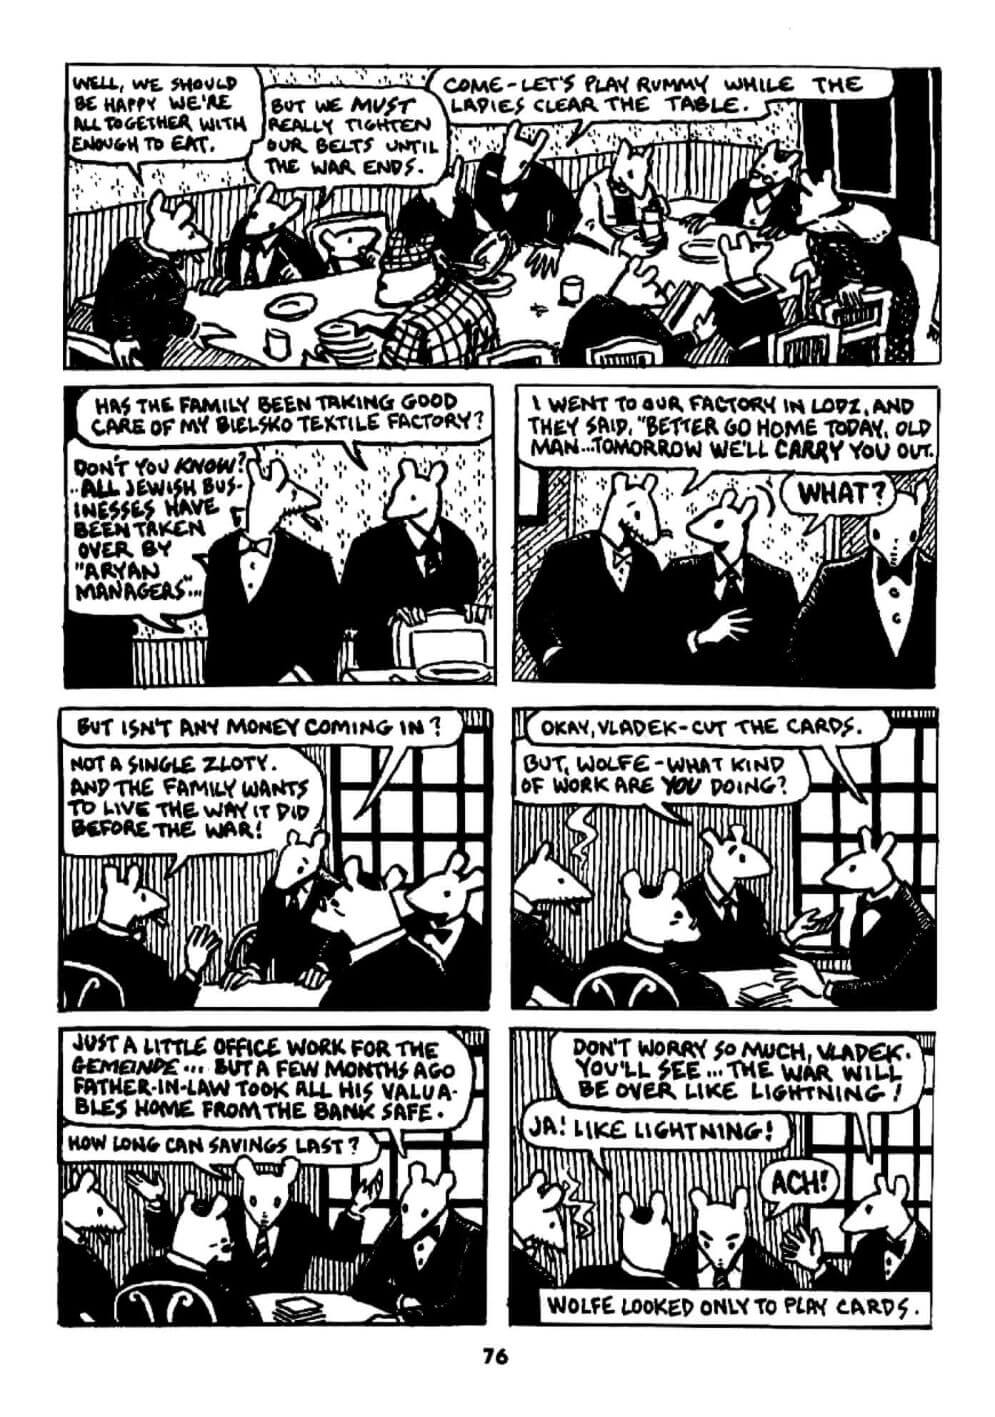 WELL, WE SHOULD
BE HAPPY WE'RE
ALL TOGETHER WITH
ENOUGH TO EAT.
BUT WE MUST
REALLY TIGHTEN
OUR BELTS UNTIL
THE WAR ENDS.
COME-LET'S PLAY RUMMY WHILE THE
LADIES CLEAR THE TABLE.
HAS THE FAMILY BEEN TAKING GOOD
CARE OF MY BIELSKO TEXTILE FACTORY?
DON'T YOU KNOW?
ALL JEWISH BUS-
INESSES HAVE
BEEN TAKEN
OVER BY
"ARYAN
MANAGERS"...
I WENT TO OUR FACTORY IN LODZ, AND
THEY SAID, "BETTER GO HOME TODAY, OLD
MAN...TOMORROW WE'LL CARRY YOU OUT.
WHAT?
BUT ISN'T ANY MONEY COMING IN?
NOT A SINGLE ZLOTY.
AND THE FAMILY WANTS
TO LIVE THE WAY IT DID
BEFORE THE WAR!
OKAY, VLADEK-CUT THE CARDS.
BUT, WOLFE-WHAT KIND
OF WORK ARE YOU DOING?
JUST A LITTLE OFFICE WORK FOR THE
GEMEINDE... BUT A FEW MONTHS AGO
FATHER-IN-LAW TOOK ALL HIS VALUA-
BLES HOME FROM THE BANK SAFE.
HOW LONG CAN SAVINGS LAST?
DON'T WORRY SO MUCH, VLADEK.
YOU'LL SEE... THE WAR WILL
BE OVER LIKE LIGHTNING!
JA! LIKE LIGHTNING!
ACH!
WOLFE LOOKED ONLY TO PLAY CARDS.
76